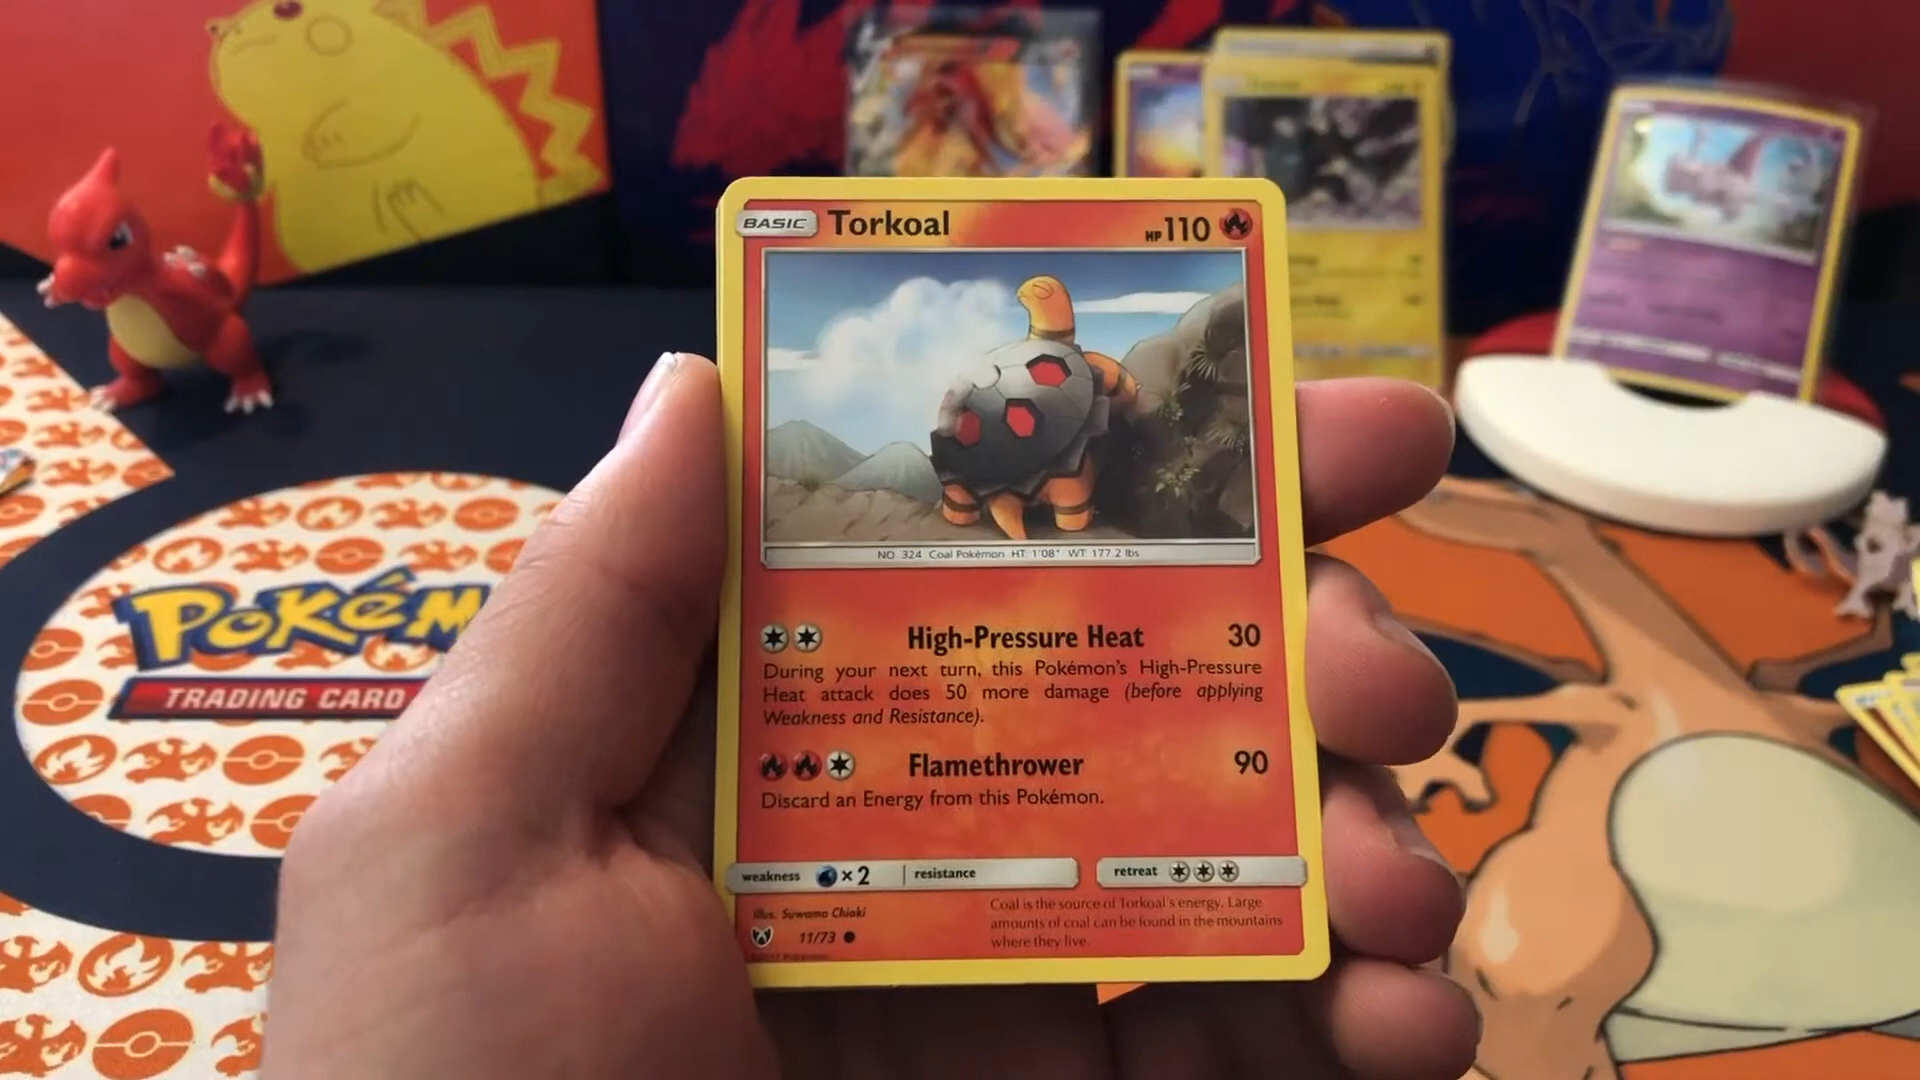 BASIC Torkoal HP 110
NO. 324 Coal Pokémon HT 1'08" WT 177.2 lbs
High-Pressure Heat 30
During your next turn, this Pokémon's High-Pressure
Heat attack does 50 more damage (before applying
Weakness and Resistance).
Flamethrower 90
Discard an Energy from this Pokémon.
weakness ×2 resistance retreat
illus. Suwama Chiaki
11/73
Coal is the source of Torkoal's energy. Large
amounts of coal can be found in the mountains
where they live.
POKÉM
TRADING CARD